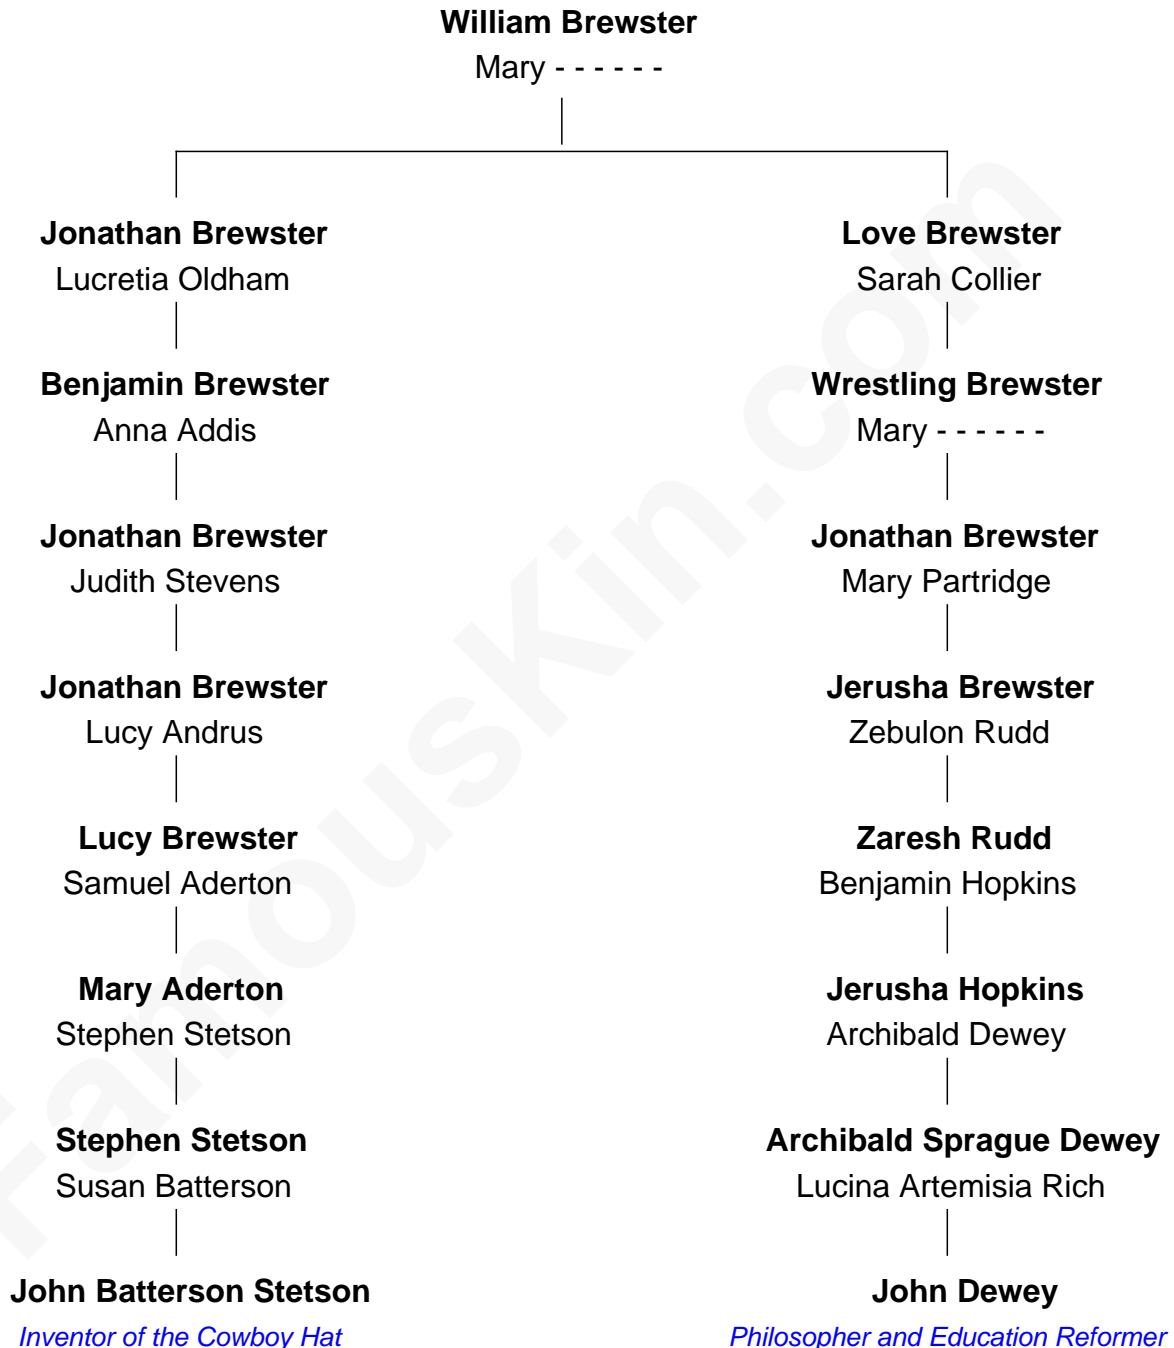 William Brewster
Mary - - - - - -
Jonathan Brewster
Lucretia Oldham
Love Brewster
Sarah Collier
Benjamin Brewster
Anna Addis
Wrestling Brewster
Mary - - - - - -
Jonathan Brewster
Judith Stevens
Jonathan Brewster
Mary Partridge
Jonathan Brewster
Lucy Andrus
Jerusha Brewster
Zebulon Rudd
Lucy Brewster
Samuel Aderton
Zaresh Rudd
Benjamin Hopkins
Mary Aderton
Stephen Stetson
Jerusha Hopkins
Archibald Dewey
Stephen Stetson
Susan Batterson
Archibald Sprague Dewey
Lucina Artemisia Rich
John Batterson Stetson
Inventor of the Cowboy Hat
John Dewey
Philosopher and Education Reformer
FamousKin.com